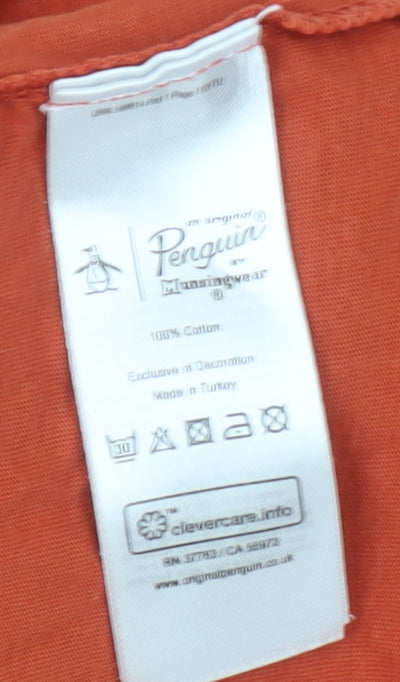 an original®
Penguin®
BY
Munsingwear
®
100% Cotton
Exclusive of Decoration
Made in Turkey
30
™
clevercare.info
RN 37783 / CA 56972
www.originalpenguin.co.uk